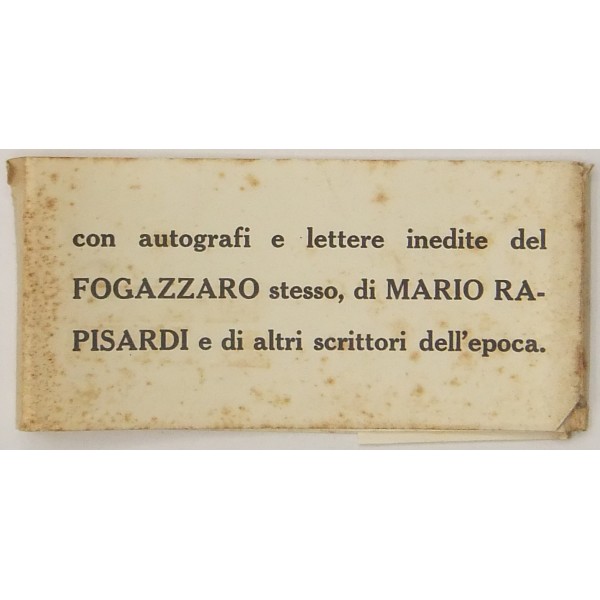 con autografi e lettere inedite del
FOGAZZARO stesso, di MARIO RA-
PISARDI e di altri scrittori dell'epoca.